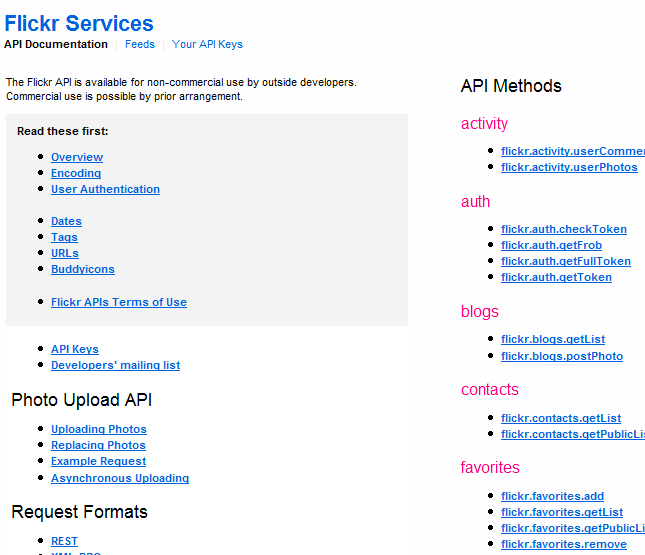 Flickr Services
API Documentation | Feeds | Your API Keys
The Flickr API is available for non-commercial use by outside developers.
Commercial use is possible by prior arrangement.
Read these first:
Overview
Encoding
User Authentication
Dates
Tags
URLs
Buddyicons
Flickr APIs Terms of Use
API Keys
Developers' mailing list
Photo Upload API
Uploading Photos
Replacing Photos
Example Request
Asynchronous Uploading
Request Formats
REST
XML-RPC
API Methods
activity
flickr.activity.userComme
flickr.activity.userPhotos
auth
flickr.auth.checkToken
flickr.auth.getFrob
flickr.auth.getFullToken
flickr.auth.getToken
blogs
flickr.blogs.getList
flickr.blogs.postPhoto
contacts
flickr.contacts.getList
flickr.contacts.getPublicLi
favorites
flickr.favorites.add
flickr.favorites.getList
flickr.favorites.getPublicLi
flickr.favorites.remove